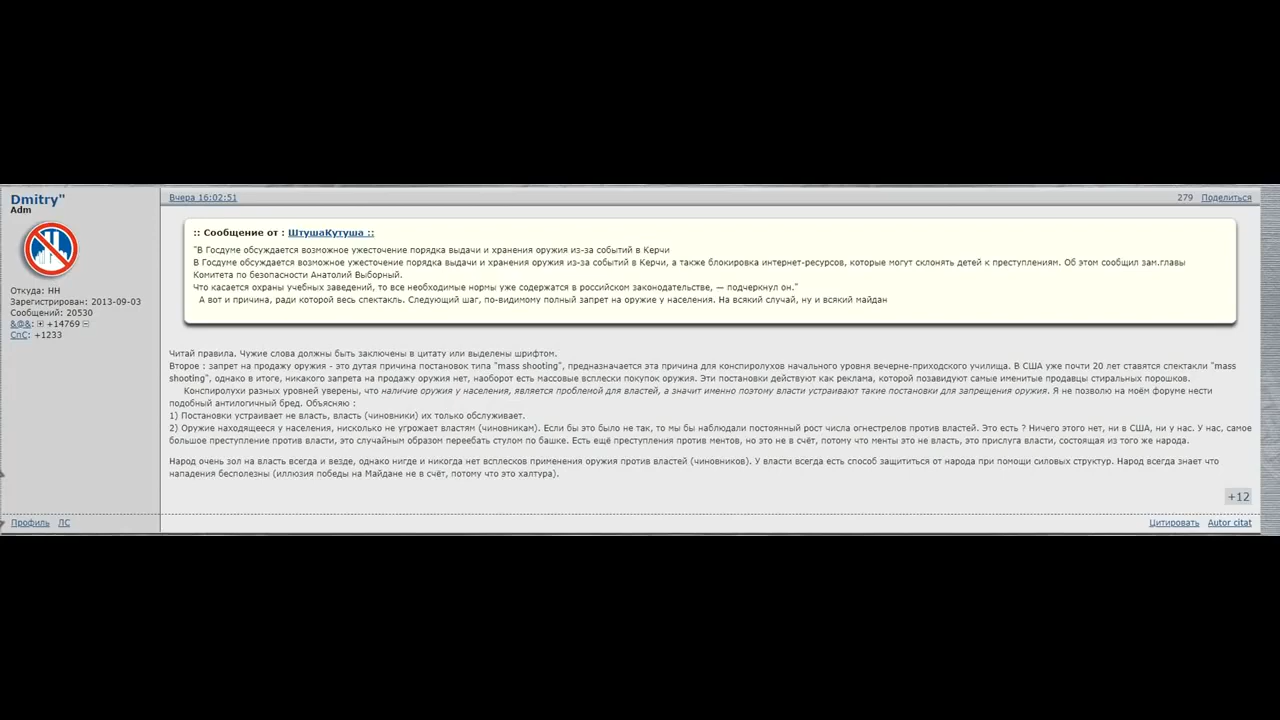 Dmitry"
Adm
Откуда: НН
Зарегистрирован: 2013-09-03
Сообщений: 20530
&@&: +14769
СпС: +1233
Профиль ЛС
Вчера 16:02:51 279 Поделиться
:: Сообщение от : ШтушаКутуша ::
"В Госдуме обсуждается возможное ужесточение порядка выдачи и хранения оружия из-за событий в Керчи
В Госдуме обсуждается возможное ужесточение порядка выдачи и хранения оружия из-за событий в Керчи, а также блокировка интернет-ресурсов, которые могут склонять детей к преступлениям. Об этом сообщил зам.главы
Комитета по безопасности Анатолий Выборный.
Что касается охраны учебных заведений, то все необходимые нормы уже содержатся в российском законодательстве, — подчеркнул он."
А вот и причина, ради которой весь спектакль. Следующий шаг, по-видимому полный запрет на оружие у населения. На всякий случай, ну и всякий майдан
Читай правила. Чужие слова должны быть заключены в цитату или выделены шрифтом.
Второе : запрет на продажу оружия - это дутая причина постановок типа "mass shooting", предназначается эта причина для конспиролухов начального уровня вечерне-приходского училища. В США уже почти 20 лет ставятся спектакли "mass
shooting", однако в итоге, никакого запрета на продажу оружия нет, наоборот есть массовые всплески покупок оружия. Эти постановки действуют как реклама, которой позавидуют самые именитые продавцы стиральных порошков.
Конспиролухи разных уровней уверены, что наличие оружия у населения, является проблемой для властей, а значит именно поэтому власти устраивают такие постановки для запрещения оружия. Я не позволю на моём форуме нести
подобный антилогичный бред. Объясняю :
1) Постановки устраивает не власть, власть (чиновники) их только обслуживает.
2) Оружие находящееся у населения, нисколько не угрожает властям (чиновникам). Если бы это было не так, то мы бы наблюдали постоянный рост числа огнестрелов против властей. Это есть ? Ничего этого нет, ни в США, ни у нас. У нас, самое
большое преступление против власти, это случайным образом переебать стулом по башке. Есть ещё преступления против ментов, но это не в счёт, потому что менты это не власть, это прислуга власти, состоящая из того же народа.
Народ очень зол на власть всегда и везде, однако нигде и никогда нет всплесков применения оружия против властей (чиновников). У власти всегда есть способ защититься от народа при помощи силовых структур. Народ всегда знает что
нападения бесполезны (иллюзия победы на Майдане не в счёт, потому что это халтура).
+12
Цитировать Autor citat